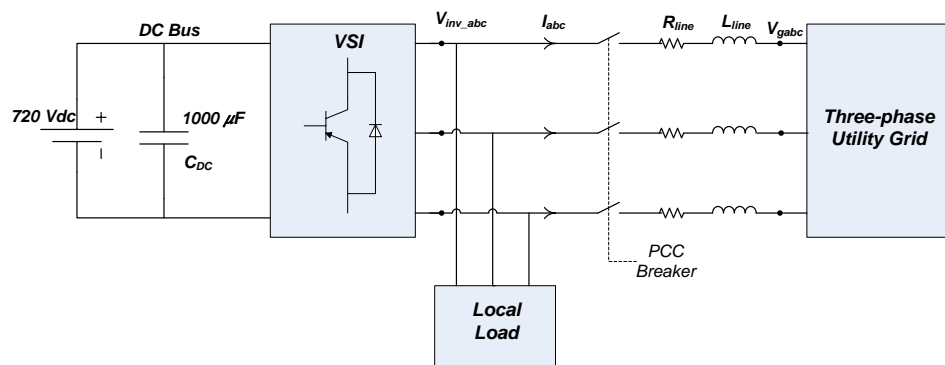 DC Bus
VSI
V_inv_abc
I_abc
R_line
L_line
V_gabc
720 Vdc
+
–
1000 μF
C_DC
Three-phase
Utility Grid
PCC
Breaker
Local
Load